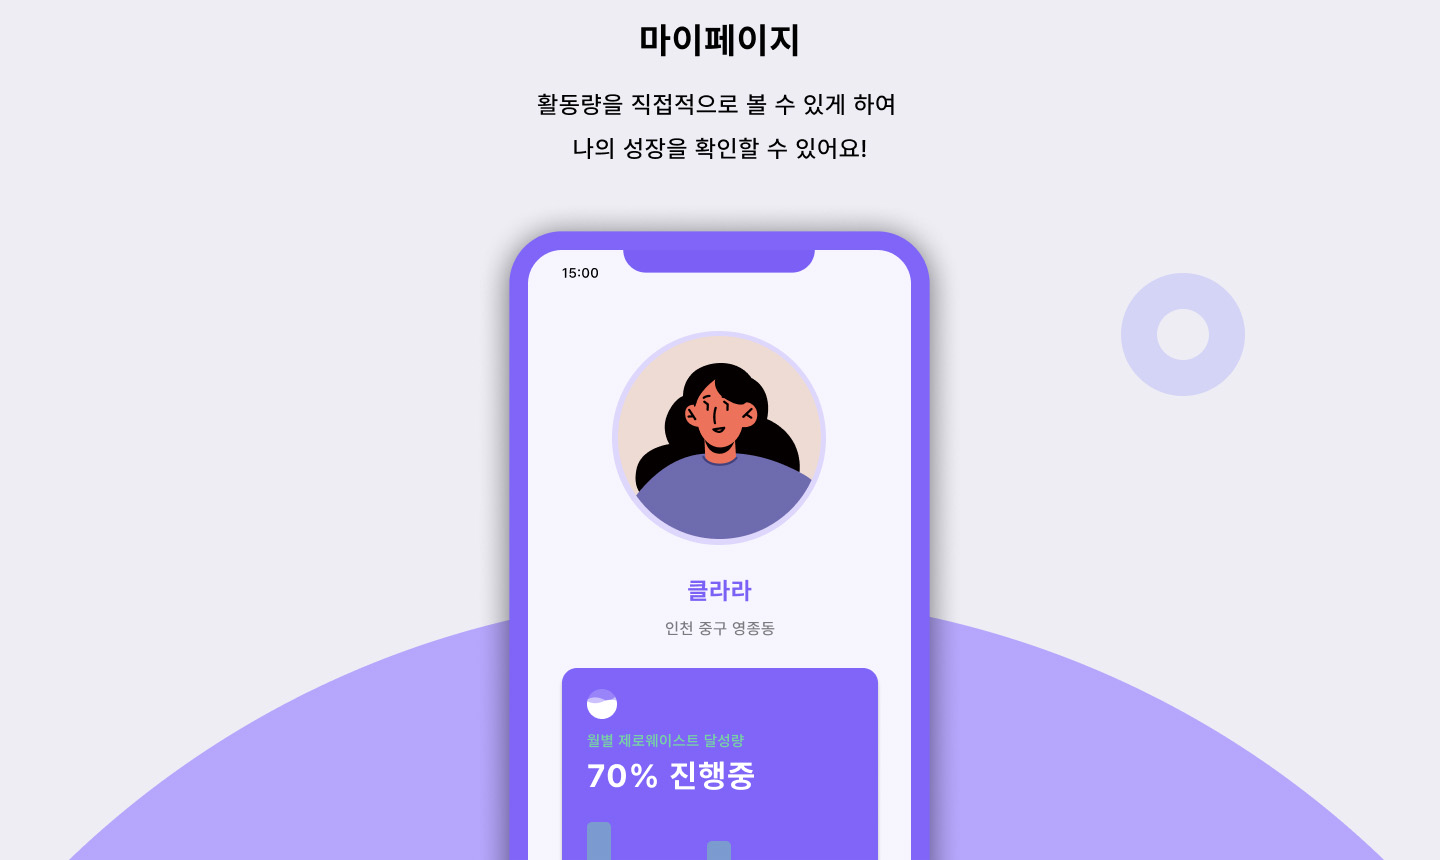 마이페이지
활동량을 직접적으로 볼 수 있게 하여
나의 성장을 확인할 수 있어요!
15:00
클라라
인천 중구 영종동
월별 제로웨이스트 달성량
70% 진행중